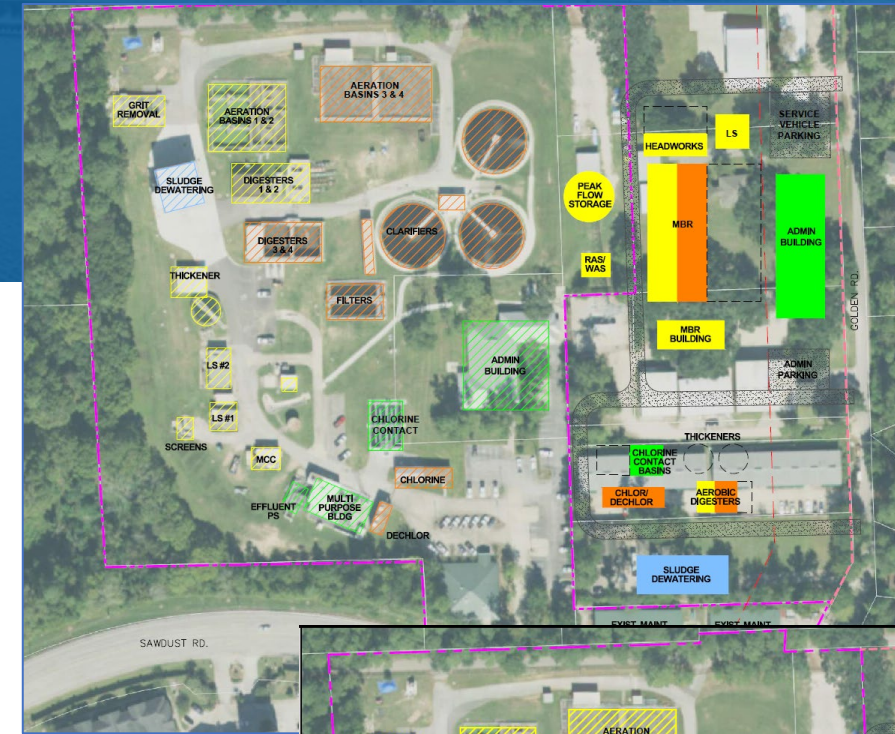 GRIT
REMOVAL
AERATION
BASINS 1 & 2
AERATION
BASINS 3 & 4
SLUDGE
DEWATERING
DIGESTERS
1 & 2
DIGESTERS
3 & 4
CLARIFIERS
THICKENER
FILTERS
LS #2
LS #1
SCREENS
MCC
ADMIN
BUILDING
CHLORINE
CONTACT
CHLORINE
EFFLUENT
PS
MULTI
PURPOSE
BLDG
DECHLOR
SAWDUST RD.
PEAK
FLOW
STORAGE
RAS/
WAS
HEADWORKS
LS
SERVICE
VEHICLE
PARKING
MBR
ADMIN
BUILDING
MBR
BUILDING
GOLDEN RD.
ADMIN
PARKING
THICKENERS
CHLORINE
CONTACT
BASINS
CHLOR/
DECHLOR
AEROBIC
DIGESTERS
SLUDGE
DEWATERING
EXIST. MAINT
EXIST. MAINT
AERATION